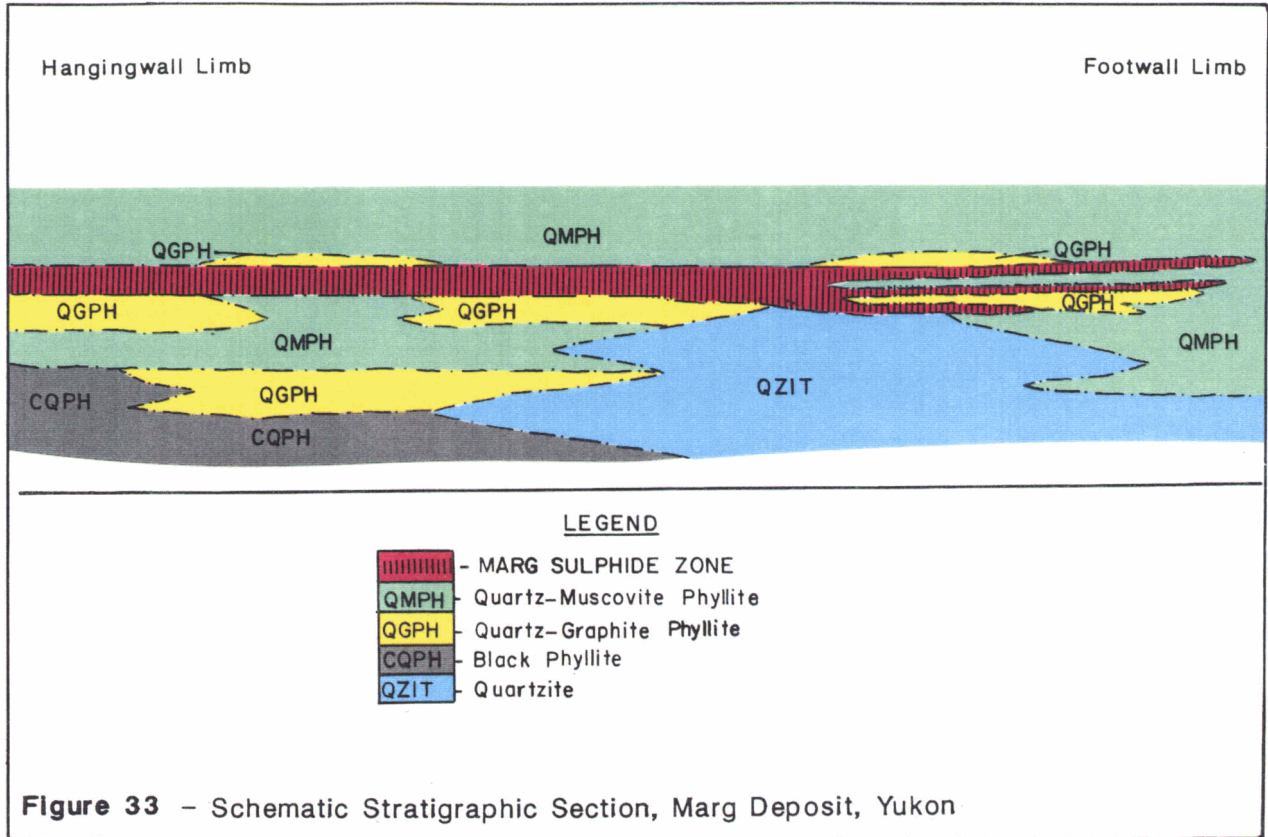 Hangingwall Limb
Footwall Limb
QMPH
QGPH
QGPH
QGPH
QGPH
QGPH
QMPH
QMPH
CQPH
QGPH
QZIT
CQPH
LEGEND
- MARG SULPHIDE ZONE
QMPH - Quartz-Muscovite Phyllite
QGPH - Quartz-Graphite Phyllite
CQPH - Black Phyllite
QZIT - Quartzite
Figure 33 - Schematic Stratigraphic Section, Marg Deposit, Yukon